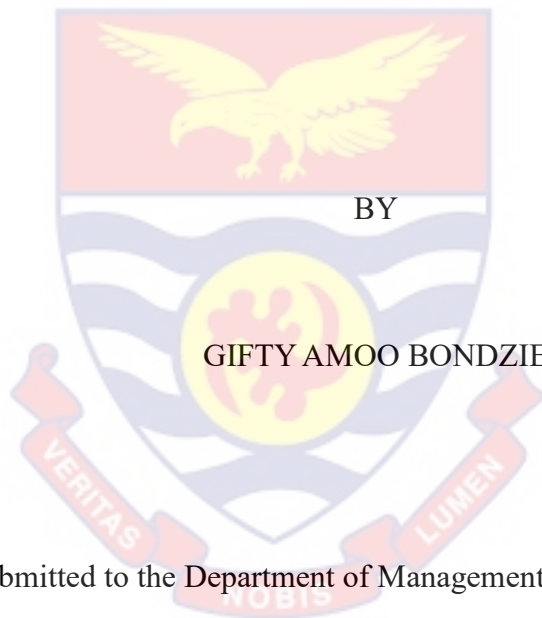 BY
GIFTY AMOO BONDZIE
VERITAS
LUMEN
bmitted to the Department of Management
NOBIS